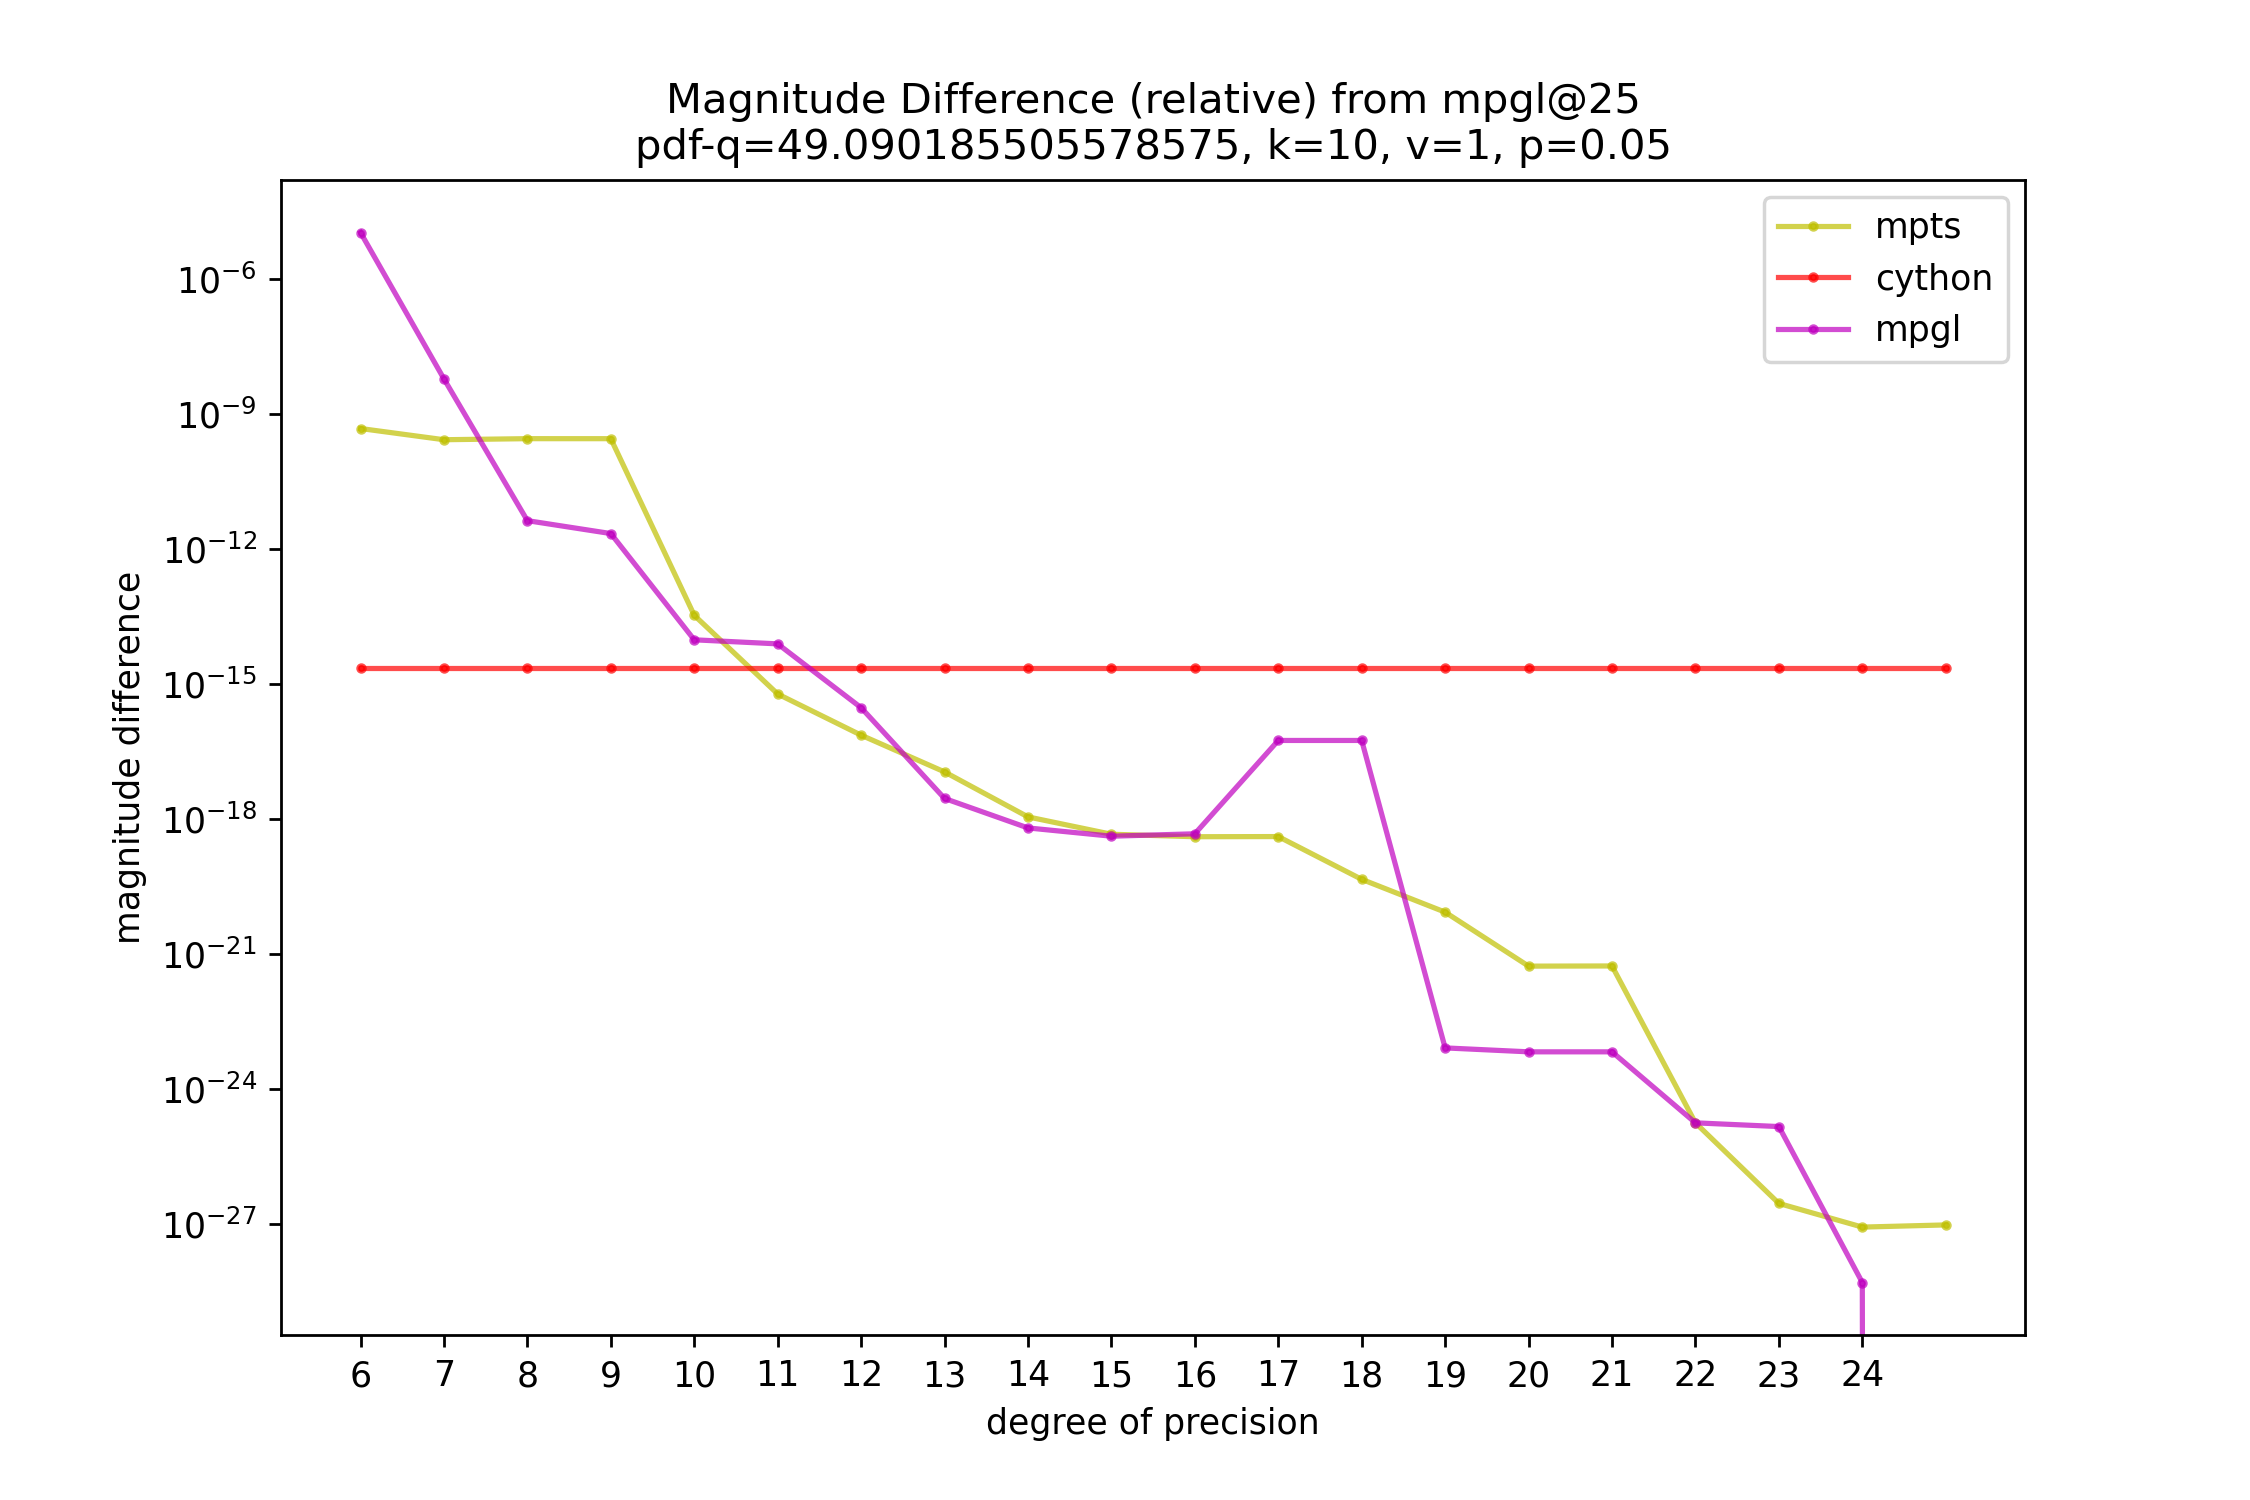 Magnitude Difference (relative) from mpgl@25
pdf-q=49.090185505578575, k=10, v=1, p=0.05
mpts
cython
mpgl
magnitude difference
10⁻⁶
10⁻⁹
10⁻¹²
10⁻¹⁵
10⁻¹⁸
10⁻²¹
10⁻²⁴
10⁻²⁷
6 7 8 9 10 11 12 13 14 15 16 17 18 19 20 21 22 23 24
degree of precision